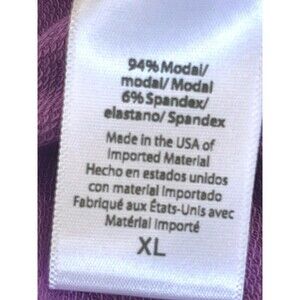 94% Modal/
modal/ Modal
6% Spandex/
elastano/ Spandex
Made in the USA of
Imported Material
Hecho en estados unidos
con material importado
Fabriqué aux États-Unis avec
Matérial Importé
XL